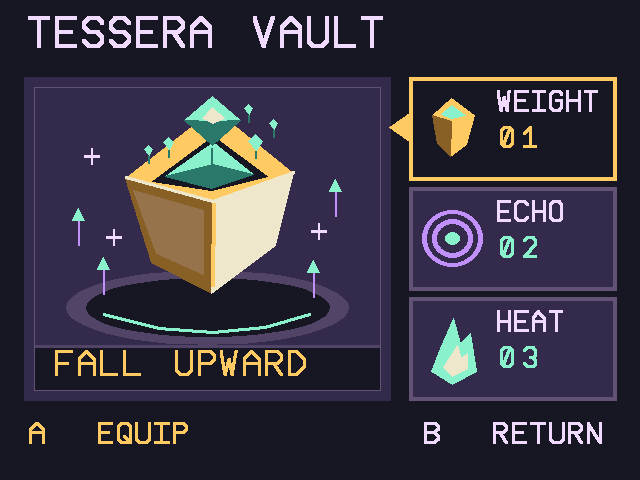 TESSERA VAULT
WEIGHT
01
ECHO
02
HEAT
03
FALL UPWARD
A EQUIP
B RETURN